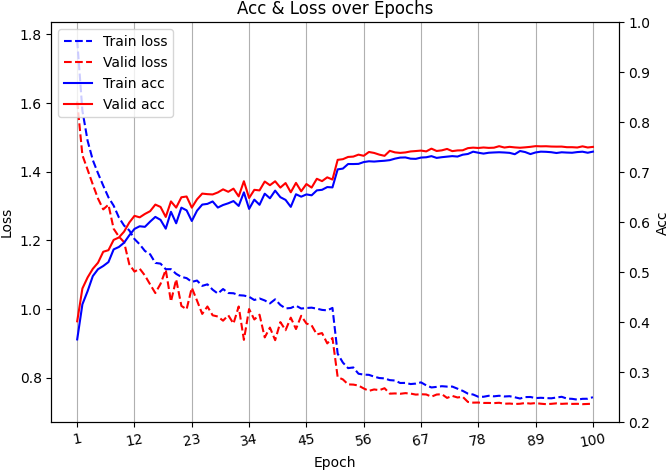 Acc & Loss over Epochs
Train loss
Valid loss
Train acc
Valid acc
Loss
1.8
1.6
1.4
1.2
1.0
0.8
Acc
1.0
0.9
0.8
0.7
0.6
0.5
0.4
0.3
0.2
1 12 23 34 45 56 67 78 89 100
Epoch